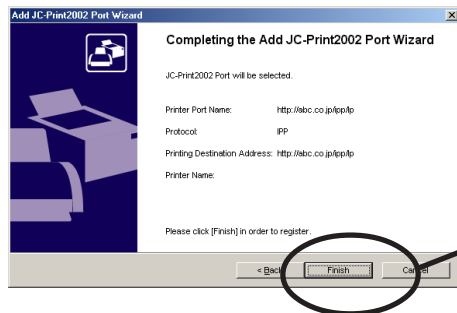 Add JC-Print2002 Port Wizard
Completing the Add JC-Print2002 Port Wizard
JC-Print2002 Port will be selected.
Printer Port Name: http://abc.co.jp/ipp/lp
Protocol: IPP
Printing Destination Address: http://abc.co.jp/ipp/lp
Printer Name:
Please click [Finish] in order to register.
< Back Finish Cancel